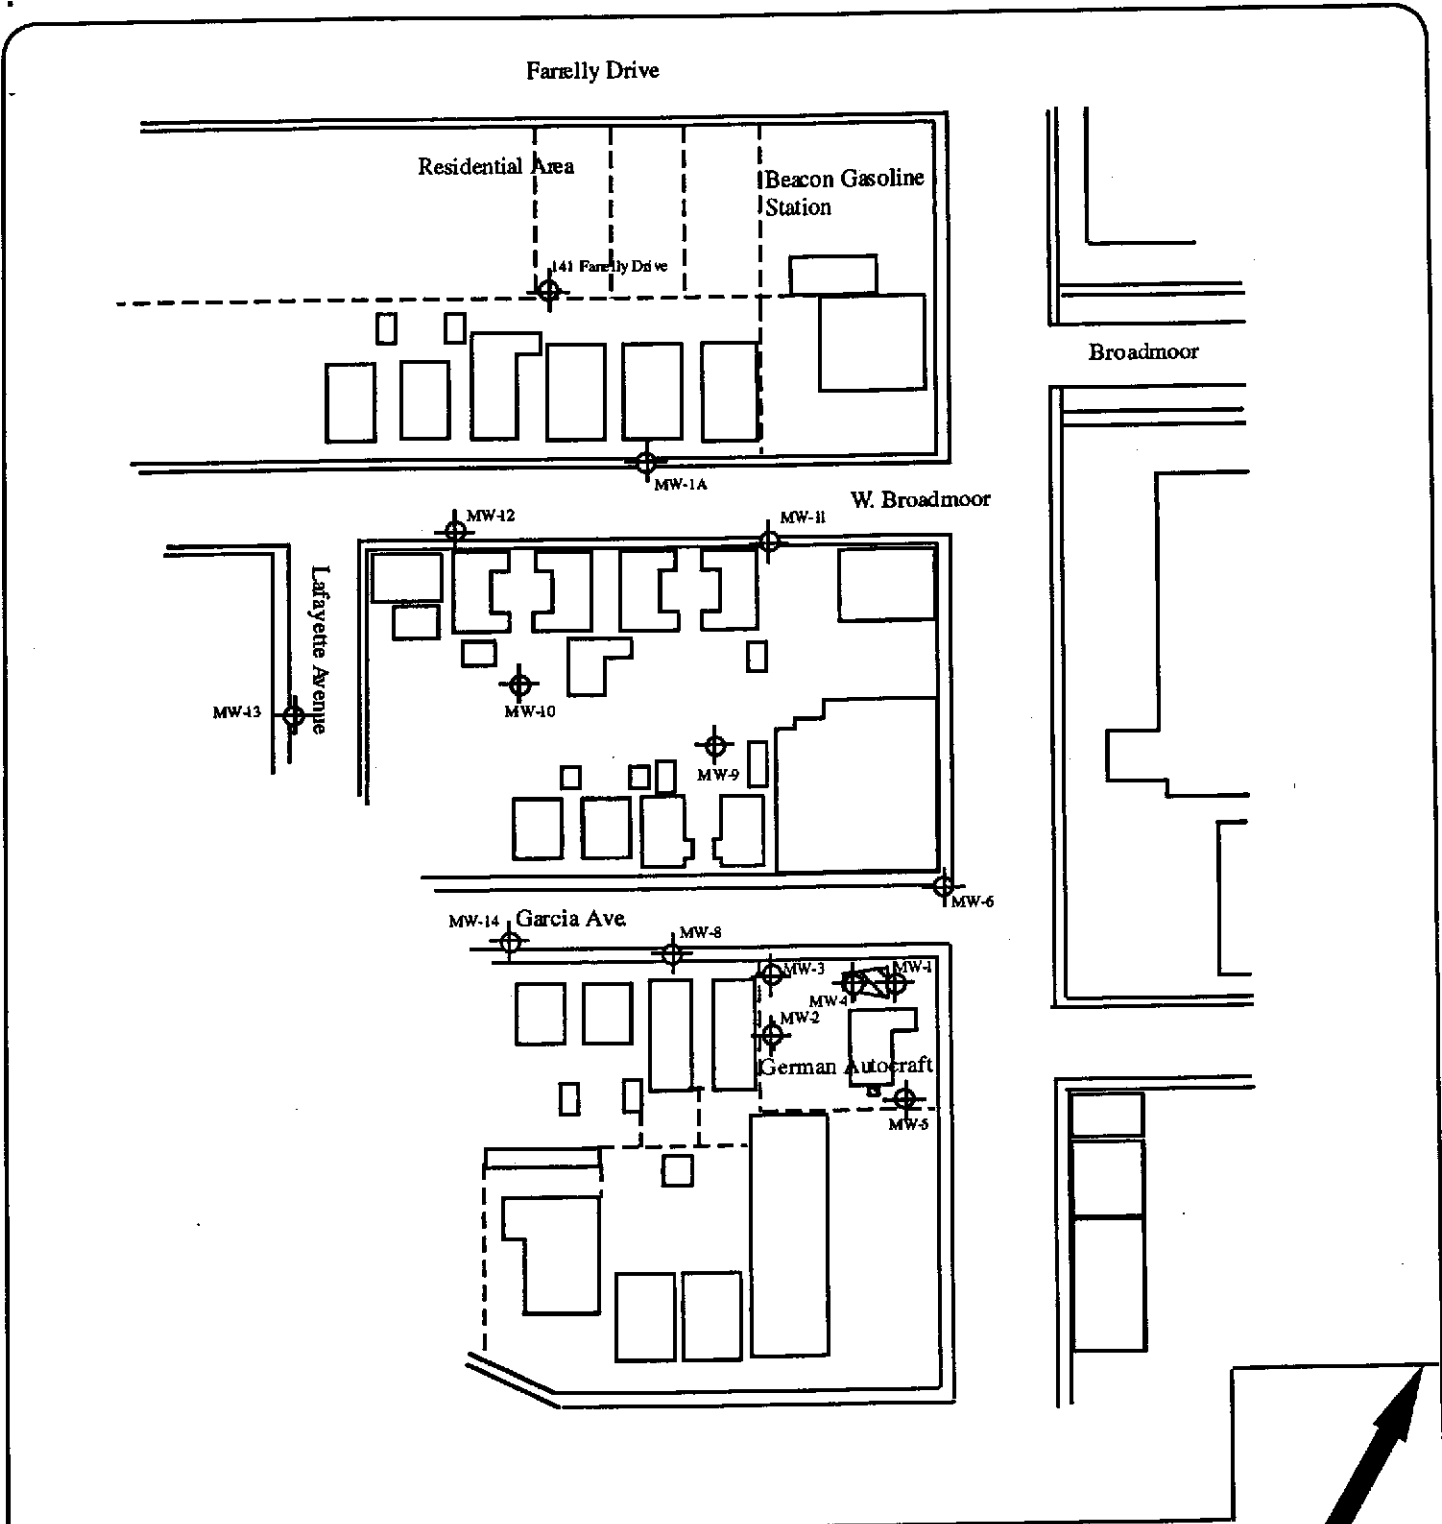 Farrelly Drive
Residential Area
Beacon Gasoline
Station
141 Farrelly Drive
Broadmoor
MW-1A
W. Broadmoor
MW-12
MW-11
Lafayette Avenue
MW-13
MW-10
MW-9
MW-6
MW-14
Garcia Ave.
MW-8
MW-3
MW-1
MW-4
MW-2
German Autocraft
MW-5